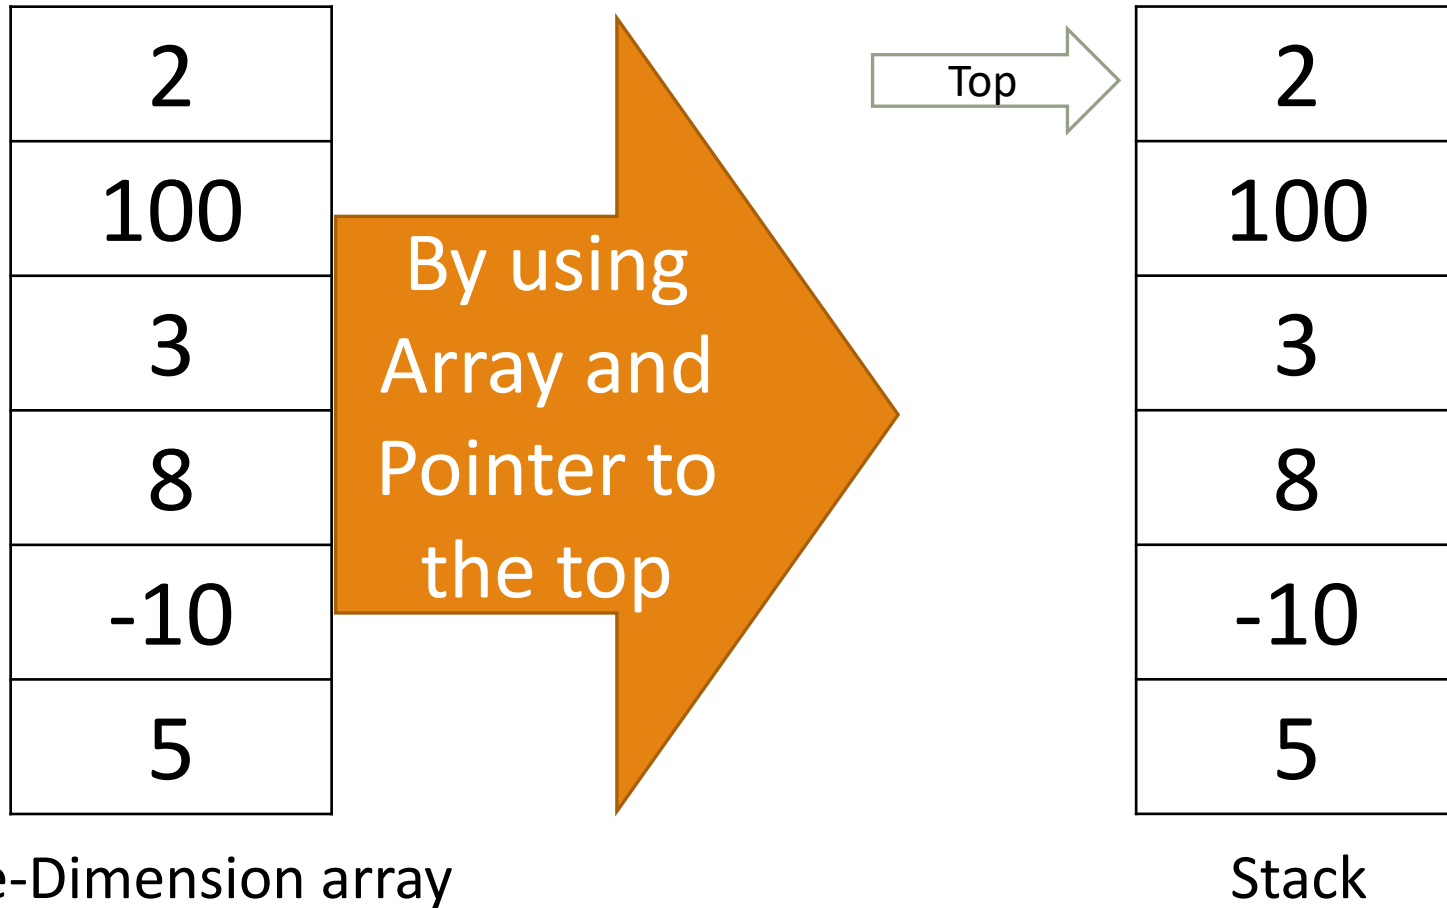 2
100
3
8
-10
5
By using
Array and
Pointer to
the top
Top
2
100
3
8
-10
5
e-Dimension array
Stack